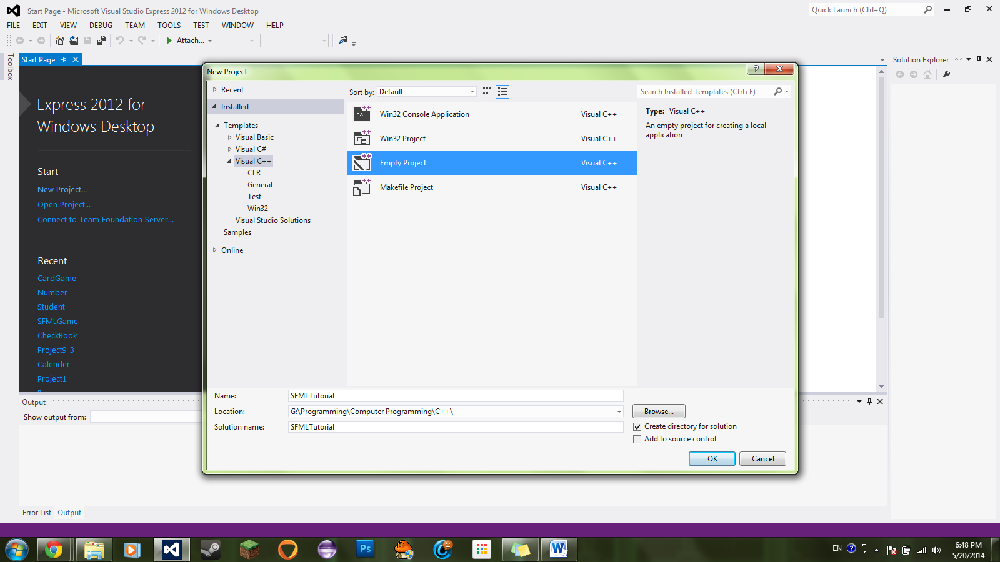 Start Page - Microsoft Visual Studio Express 2012 for Windows Desktop
Quick Launch (Ctrl+Q)
FILE EDIT VIEW DEBUG TEAM TOOLS TEST WINDOW HELP
Attach...
Toolbox
Start Page
Express 2012 for
Windows Desktop
Start
New Project...
Open Project...
Connect to Team Foundation Server...
Recent
CardGame
Number
Student
SFMLGame
CheckBook
Project9-3
Calender
Project1
New Project
Recent
Installed
Templates
Visual Basic
Visual C#
Visual C++
CLR
General
Test
Win32
Visual Studio Solutions
Samples
Online
Sort by: Default
Win32 Console Application Visual C++
Win32 Project Visual C++
Empty Project Visual C++
Makefile Project Visual C++
Search Installed Templates (Ctrl+E)
Type: Visual C++
An empty project for creating a local
application
Name: SFMLTutorial
Location: G:\Programming\Computer Programming\C++\
Browse...
Solution name: SFMLTutorial
Create directory for solution
Add to source control
OK Cancel
Solution Explorer
Output
Show output from:
Error List Output
Ps
EN
6:48 PM
5/20/2014